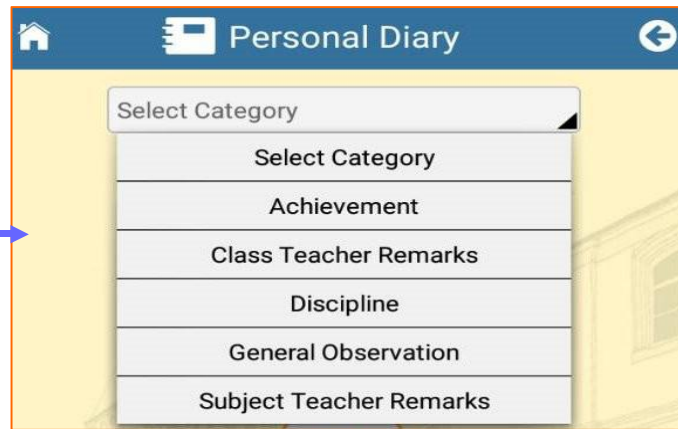 Personal Diary
Select Category
Select Category
Achievement
Class Teacher Remarks
Discipline
General Observation
Subject Teacher Remarks